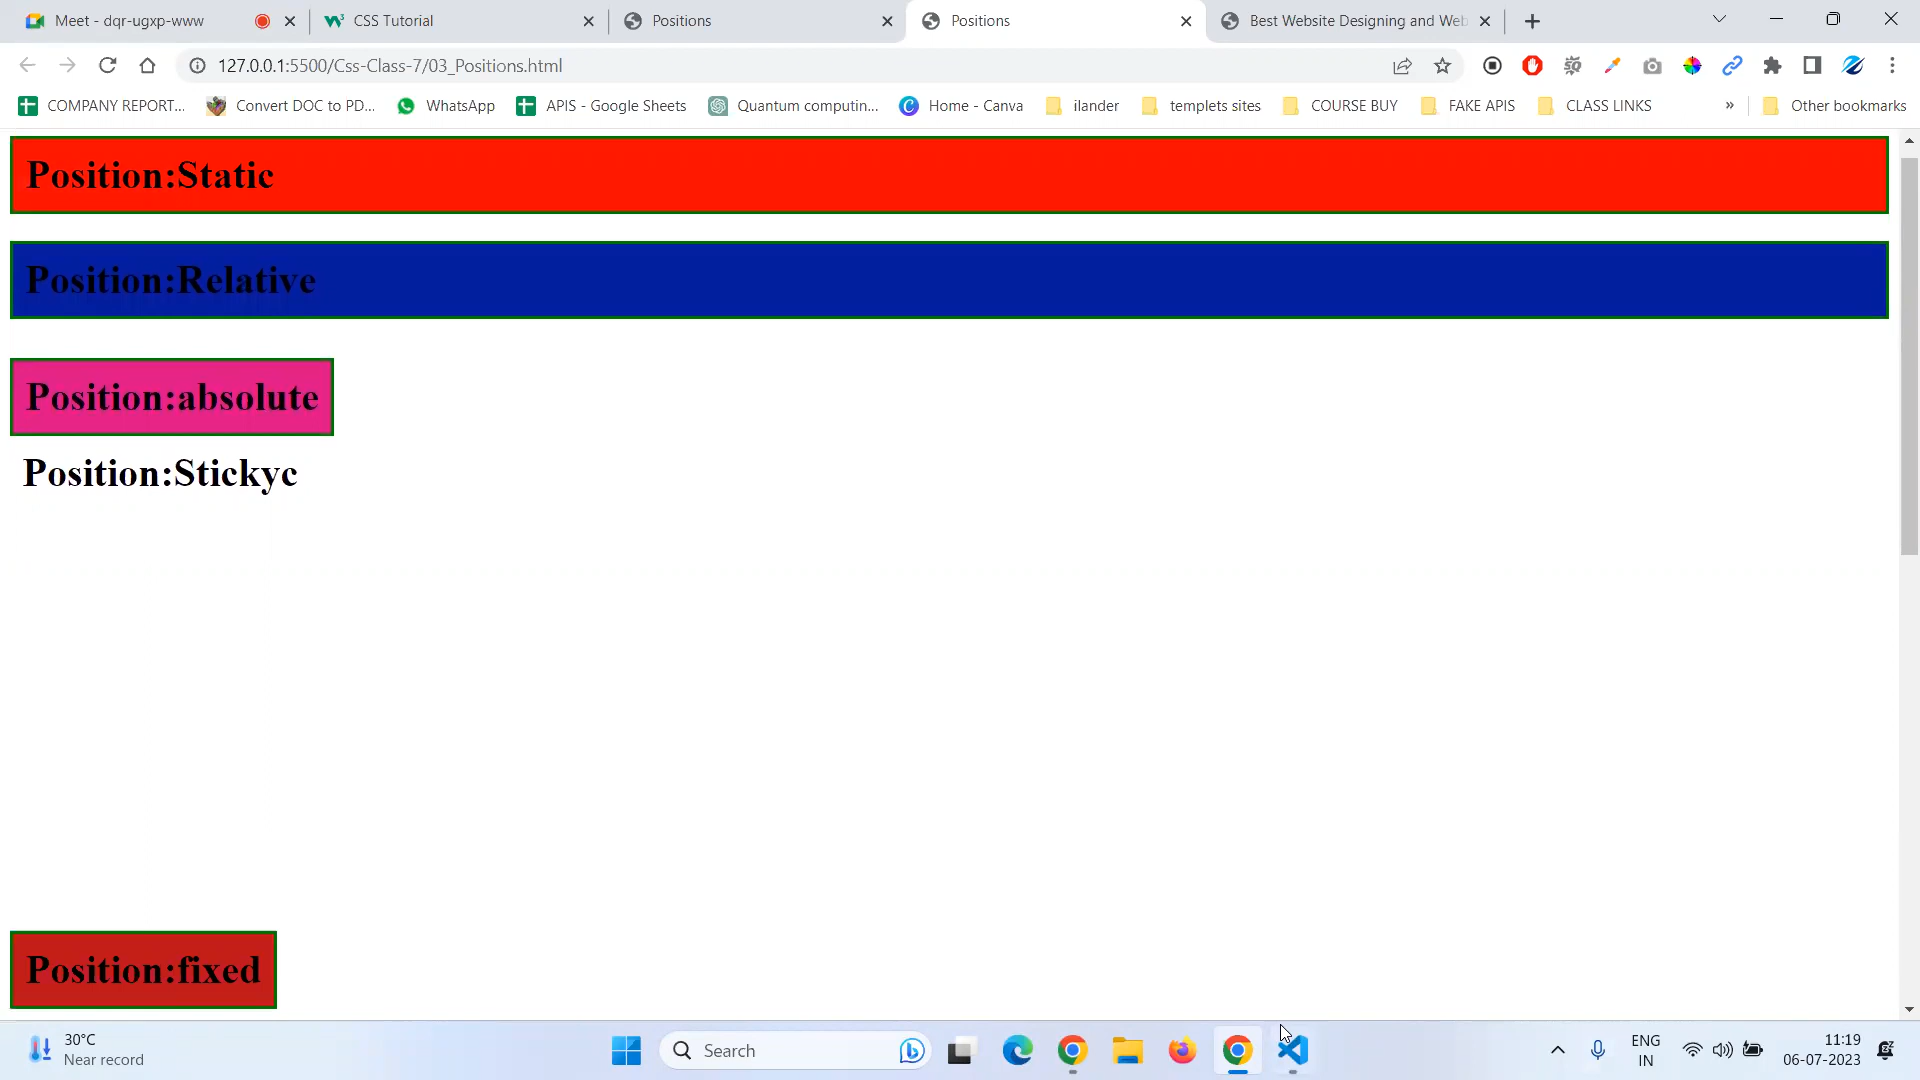 Meet - dqr-ugxp-www
CSS Tutorial
Positions
Positions
Best Website Designing and Web
127.0.0.1:5500/Css-Class-7/03_Positions.html
COMPANY REPORT...
Convert DOC to PD...
WhatsApp
APIS - Google Sheets
Quantum computin...
Home - Canva
ilander
templets sites
COURSE BUY
FAKE APIS
CLASS LINKS
»
Other bookmarks
Position:Static
Position:Relative
Position:absolute
Position:Stickyc
Position:fixed
30°C
Near record
Search
ENG
IN
11:19
06-07-2023